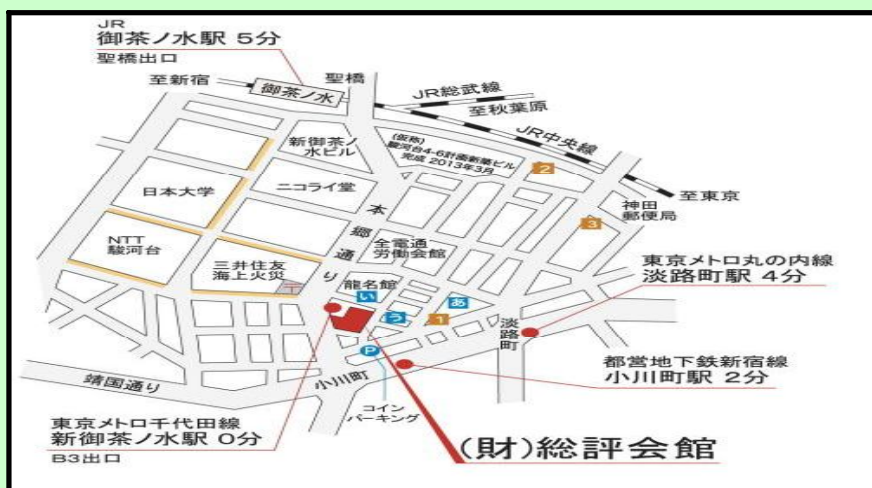 JR
御茶ノ水駅 5分
聖橋出口
至新宿
御茶ノ水
聖橋
JR総武線
至秋葉原
JR中央線
至東京
新御茶ノ
水ビル
(仮称)
駿河台4-6計画新築ビル
完成 2013年3月
2
日本大学
ニコライ堂
神田
郵便局
3
本郷通り
NTT
駿河台
三井住友
海上火災
〒
全電通
労働会館
東京メトロ丸の内線
淡路町駅 4分
龍名館
い
あ
う
1
淡路町
P
都営地下鉄新宿線
小川町駅 2分
靖国通り
小川町
コイン
パーキング
東京メトロ千代田線
新御茶ノ水駅 0分
B3出口
(財)総評会館